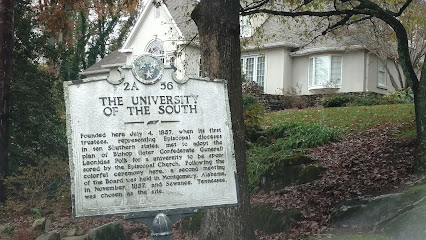 2A 56
THE UNIVERSITY
OF THE SOUTH
Founded here July 4, 1857, when its first
trustees, representing Episcopal dioceses
in ten Southern states, met to adopt the
plan of Bishop (later Confederate General)
Leonidas Polk for a university to be spon-
sored by the Episcopal Church. Following the
colorful ceremony here, a second meeting
of the Board was held in Montgomery, Alabama,
in November, 1857, and Sewanee, Tennessee,
was chosen as the site.